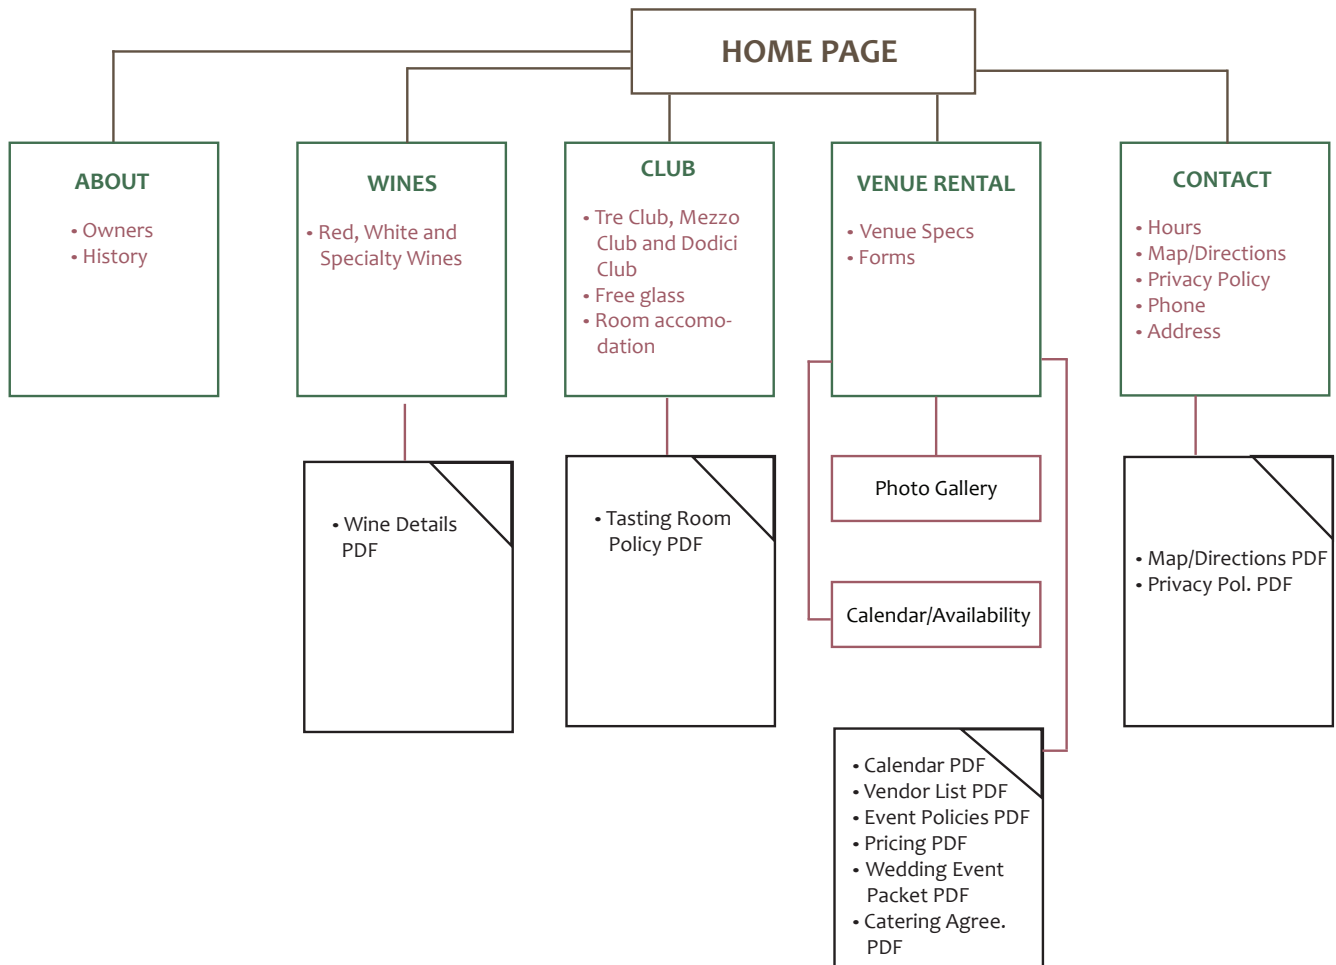 HOME PAGE
ABOUT
• Owners
• History
WINES
• Red, White and
Specialty Wines
CLUB
• Tre Club, Mezzo
Club and Dodici
Club
• Free glass
• Room accomo-
dation
VENUE RENTAL
• Venue Specs
• Forms
CONTACT
• Hours
• Map/Directions
• Privacy Policy
• Phone
• Address
• Wine Details
PDF
• Tasting Room
Policy PDF
Photo Gallery
Calendar/Availability
• Calendar PDF
• Vendor List PDF
• Event Policies PDF
• Pricing PDF
• Wedding Event
Packet PDF
• Catering Agree.
PDF
• Map/Directions PDF
• Privacy Pol. PDF